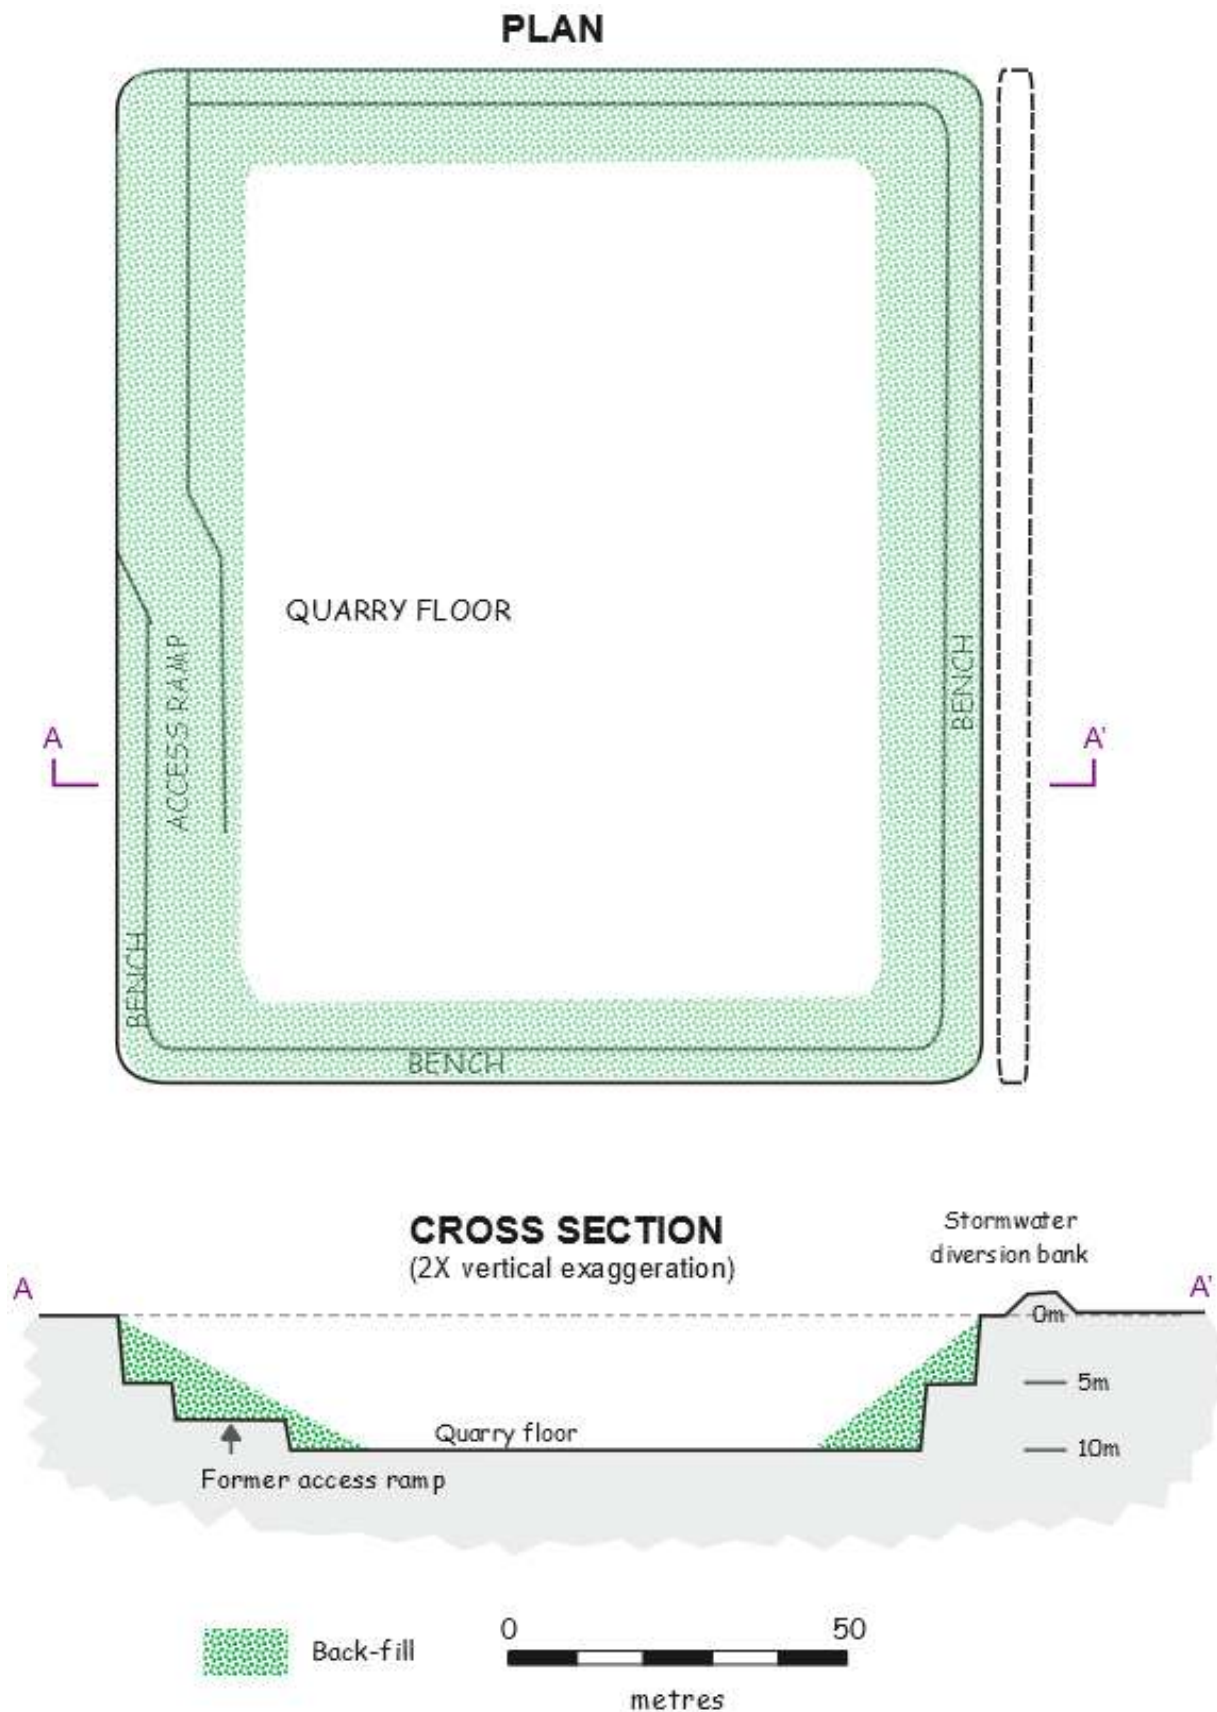 PLAN
QUARRY FLOOR
ACCESS RAMP
BENCH
A
A'
BENCH
BENCH
CROSS SECTION
(2X vertical exaggeration)
Stormwater
diversion bank
A
A'
0m
5m
10m
Quarry floor
Former access ramp
Back-fill
0
50
metres